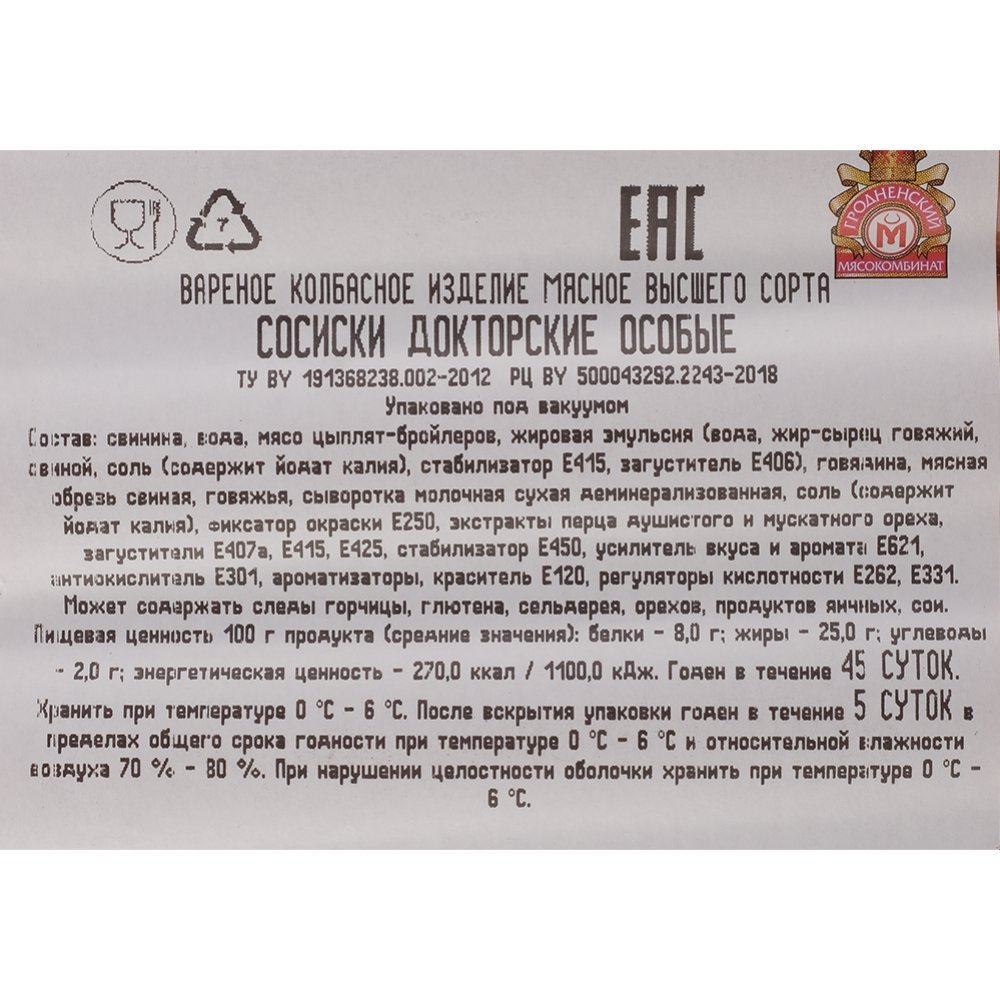 7
EAC
ГРОДНЕНСКИЙ
М
МЯСОКОМБИНАТ
ВАРЕНОЕ КОЛБАСНОЕ ИЗДЕЛИЕ МЯСНОЕ ВЫСШЕГО СОРТА
СОСИСКИ ДОКТОРСКИЕ ОСОБЫЕ
ТУ BY 191368238.002-2012 РЦ BY 500043292.2243-2018
Упаковано под вакуумом
Состав: свинина, вода, мясо цыплят-бройлеров, жировая эмульсия (вода, жир-сырец говяжий,
свиной, соль (содержит йодат калия), стабилизатор Е415, загуститель Е406), говядина, мясная
обрезь свиная, говяжья, сыворотка молочная сухая деминерализованная, соль (содержит
йодат калия), фиксатор окраски Е250, экстракты перца душистого и мускатного ореха,
загустители Е407а, Е415, Е425, стабилизатор Е450, усилитель вкуса и аромата Е621,
антиокислитель Е301, ароматизаторы, краситель Е120, регуляторы кислотности Е262, Е331.
Может содержать следы горчицы, глютена, сельдерея, орехов, продуктов яичных, сои.
Пищевая ценность 100 г продукта (средние значения): белки - 8,0 г; жиры - 25,0 г; углеводы
- 2,0 г; энергетическая ценность - 270,0 ккал / 1100,0 кДж. Годен в течение 45 СУТОК.
Хранить при температуре 0 °С - 6 °С. После вскрытия упаковки годен в течение 5 СУТОК в
пределах общего срока годности при температуре 0 °С - 6 °С и относительной влажности
воздуха 70 % - 80 %. При нарушении целостности оболочки хранить при температуре 0 °С -
6 °С.